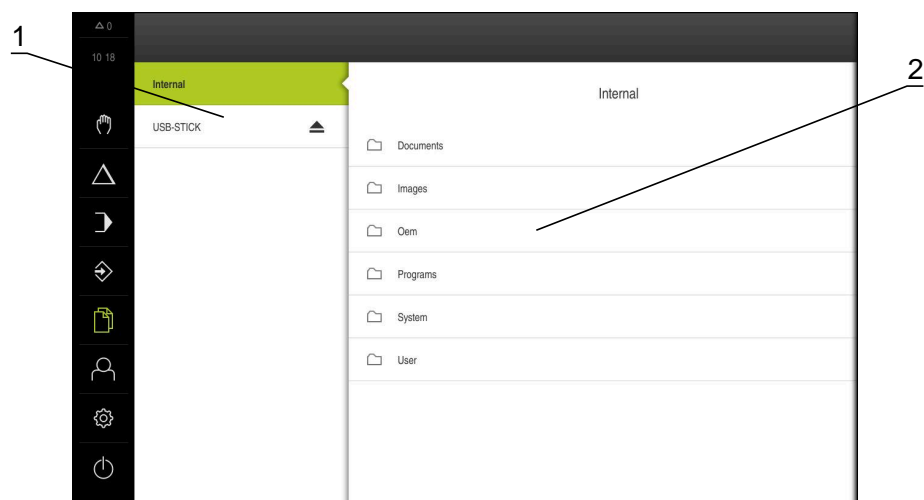 1
△ 0
10 18
2
Internal
Internal
USB-STICK
Documents
Images
Oem
Programs
System
User